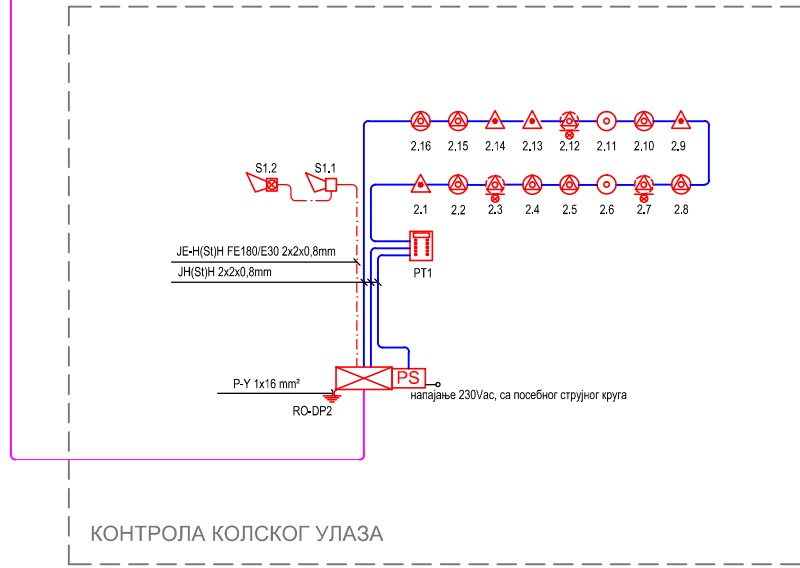 2.16 2.15 2.14 2.13 2.12 2.11 2.10 2.9
S1.2 S1.1
2.1 2.2 2.3 2.4 2.5 2.6 2.7 2.8
JE-H(St)H FE180/E30 2x2x0,8mm
PT1
JH(St)H 2x2x0,8mm
PS
P-Y 1x16 mm²
напајање 230Vac, са посебног струјног круга
RO-DP2
КОНТРОЛА КОЛСКОГ УЛАЗА